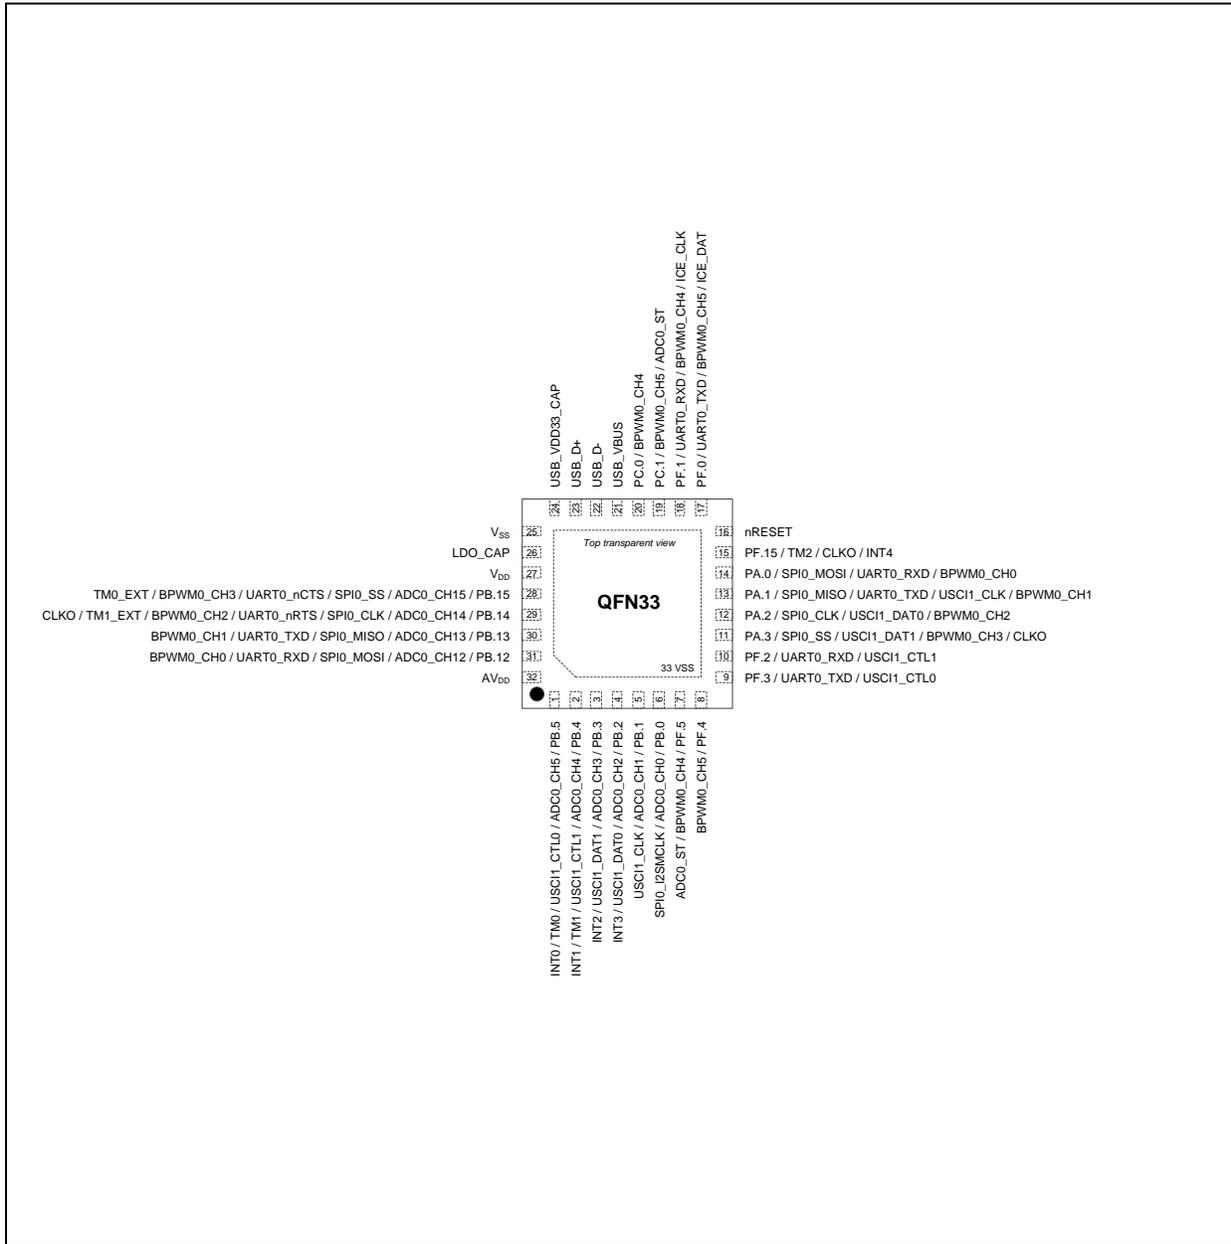 USB_VDD33_CAP
USB_D+
USB_D-
USB_VBUS
PC.0 / BPWM0_CH4
PC.1 / BPWM0_CH5 / ADC0_ST
PF.1 / UART0_RXD / BPWM0_CH4 / ICE_CLK
PF.0 / UART0_TXD / BPWM0_CH5 / ICE_DAT
24
23
22
21
20
19
18
17
VSS
25
LDO_CAP
26
VDD
27
TM0_EXT / BPWM0_CH3 / UART0_nCTS / SPI0_SS / ADC0_CH15 / PB.15
28
CLKO / TM1_EXT / BPWM0_CH2 / UART0_nRTS / SPI0_CLK / ADC0_CH14 / PB.14
29
BPWM0_CH1 / UART0_TXD / SPI0_MISO / ADC0_CH13 / PB.13
30
BPWM0_CH0 / UART0_RXD / SPI0_MOSI / ADC0_CH12 / PB.12
31
AVDD
32
Top transparent view
QFN33
33 VSS
16
nRESET
15
PF.15 / TM2 / CLKO / INT4
14
PA.0 / SPI0_MOSI / UART0_RXD / BPWM0_CH0
13
PA.1 / SPI0_MISO / UART0_TXD / USCI1_CLK / BPWM0_CH1
12
PA.2 / SPI0_CLK / USCI1_DAT0 / BPWM0_CH2
11
PA.3 / SPI0_SS / USCI1_DAT1 / BPWM0_CH3 / CLKO
10
PF.2 / UART0_RXD / USCI1_CTL1
9
PF.3 / UART0_TXD / USCI1_CTL0
1
2
3
4
5
6
7
8
INT0 / TM0 / USCI1_CTL0 / ADC0_CH5 / PB.5
INT1 / TM1 / USCI1_CTL1 / ADC0_CH4 / PB.4
INT2 / USCI1_DAT1 / ADC0_CH3 / PB.3
INT3 / USCI1_DAT0 / ADC0_CH2 / PB.2
USCI1_CLK / ADC0_CH1 / PB.1
SPI0_I2SMCLK / ADC0_CH0 / PB.0
ADC0_ST / BPWM0_CH4 / PF.5
BPWM0_CH5 / PF.4